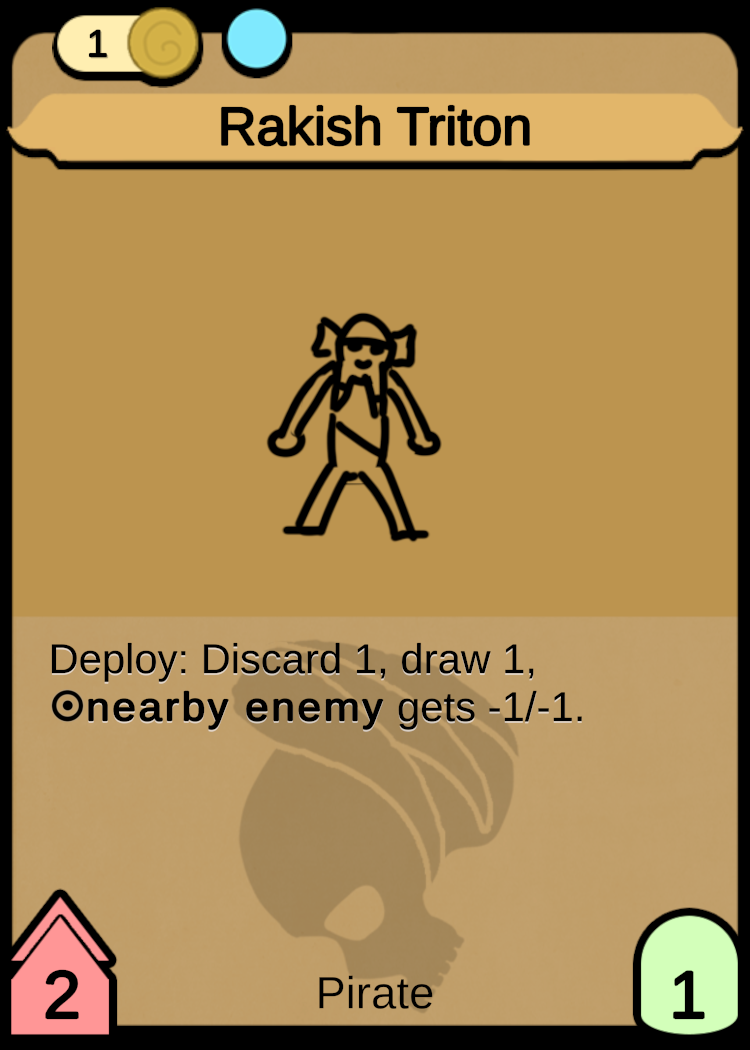 1
Rakish Triton
Deploy: Discard 1, draw 1,
⊙nearby enemy gets -1/-1.
2
Pirate
1